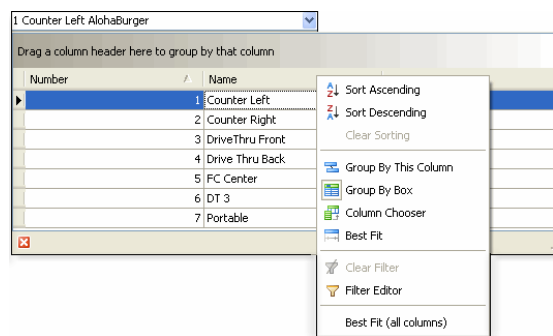 1 Counter Left AlohaBurger
Drag a column header here to group by that column
Number Name
1 Counter Left
2 Counter Right
3 DriveThru Front
4 Drive Thru Back
5 FC Center
6 DT 3
7 Portable
Sort Ascending
Sort Descending
Clear Sorting
Group By This Column
Group By Box
Column Chooser
Best Fit
Clear Filter
Filter Editor
Best Fit (all columns)